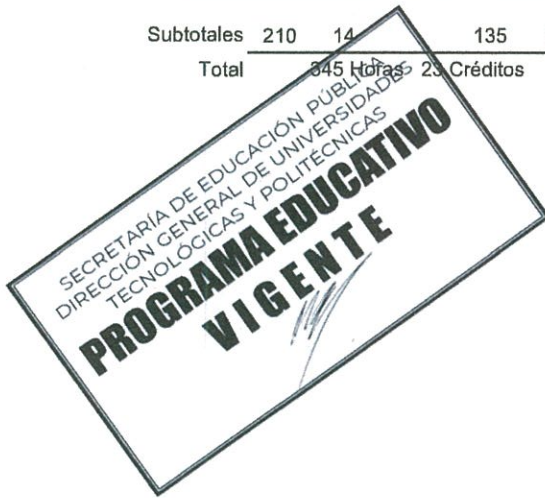 Subtotales 210 14 135
Total 345 Horas 23 Créditos
SECRETARÍA DE EDUCACIÓN PÚBLICA
DIRECCIÓN GENERAL DE UNIVERSIDADES
TECNOLÓGICAS Y POLITÉCNICAS
PROGRAMA EDUCATIVO
VIGENTE